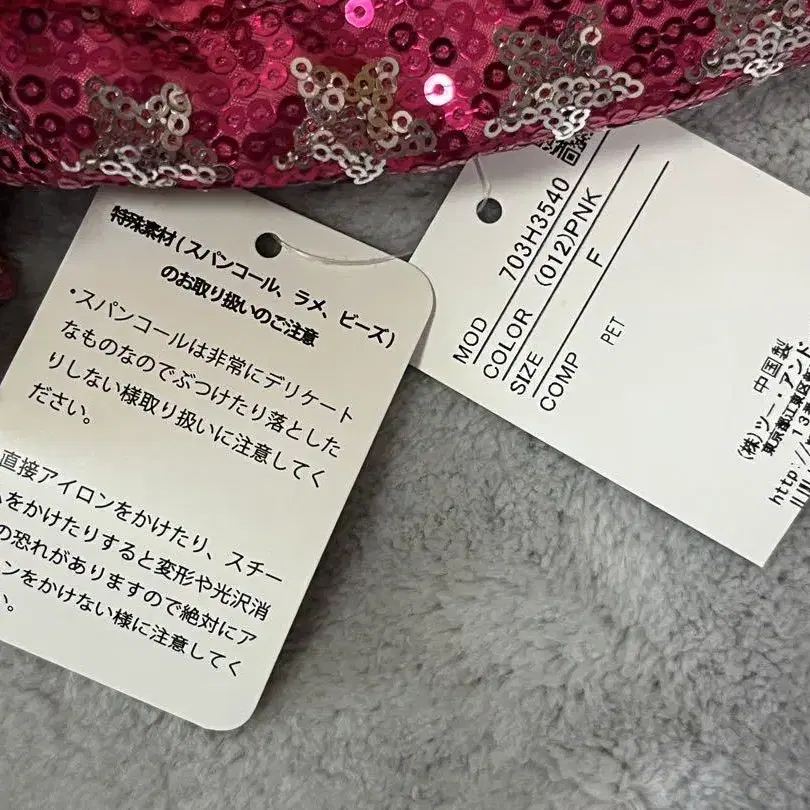 特殊素材(スパンコール、ラメ、ビーズ)
のお取り扱いのご注意
・スパンコールは非常にデリケート
なものなのでぶつけたり落とした
りしない様取り扱いに注意してく
ださい。
直接アイロンをかけたり、スチー
をかけたりすると変形や光沢消
の恐れがありますので絶対にア
ンをかけない様に注意してく
。
MOD 703H3540
COLOR (012)PNK
SIZE F
COMP PET
中国製
(株)ツー・アンド
東京都江東区
http://